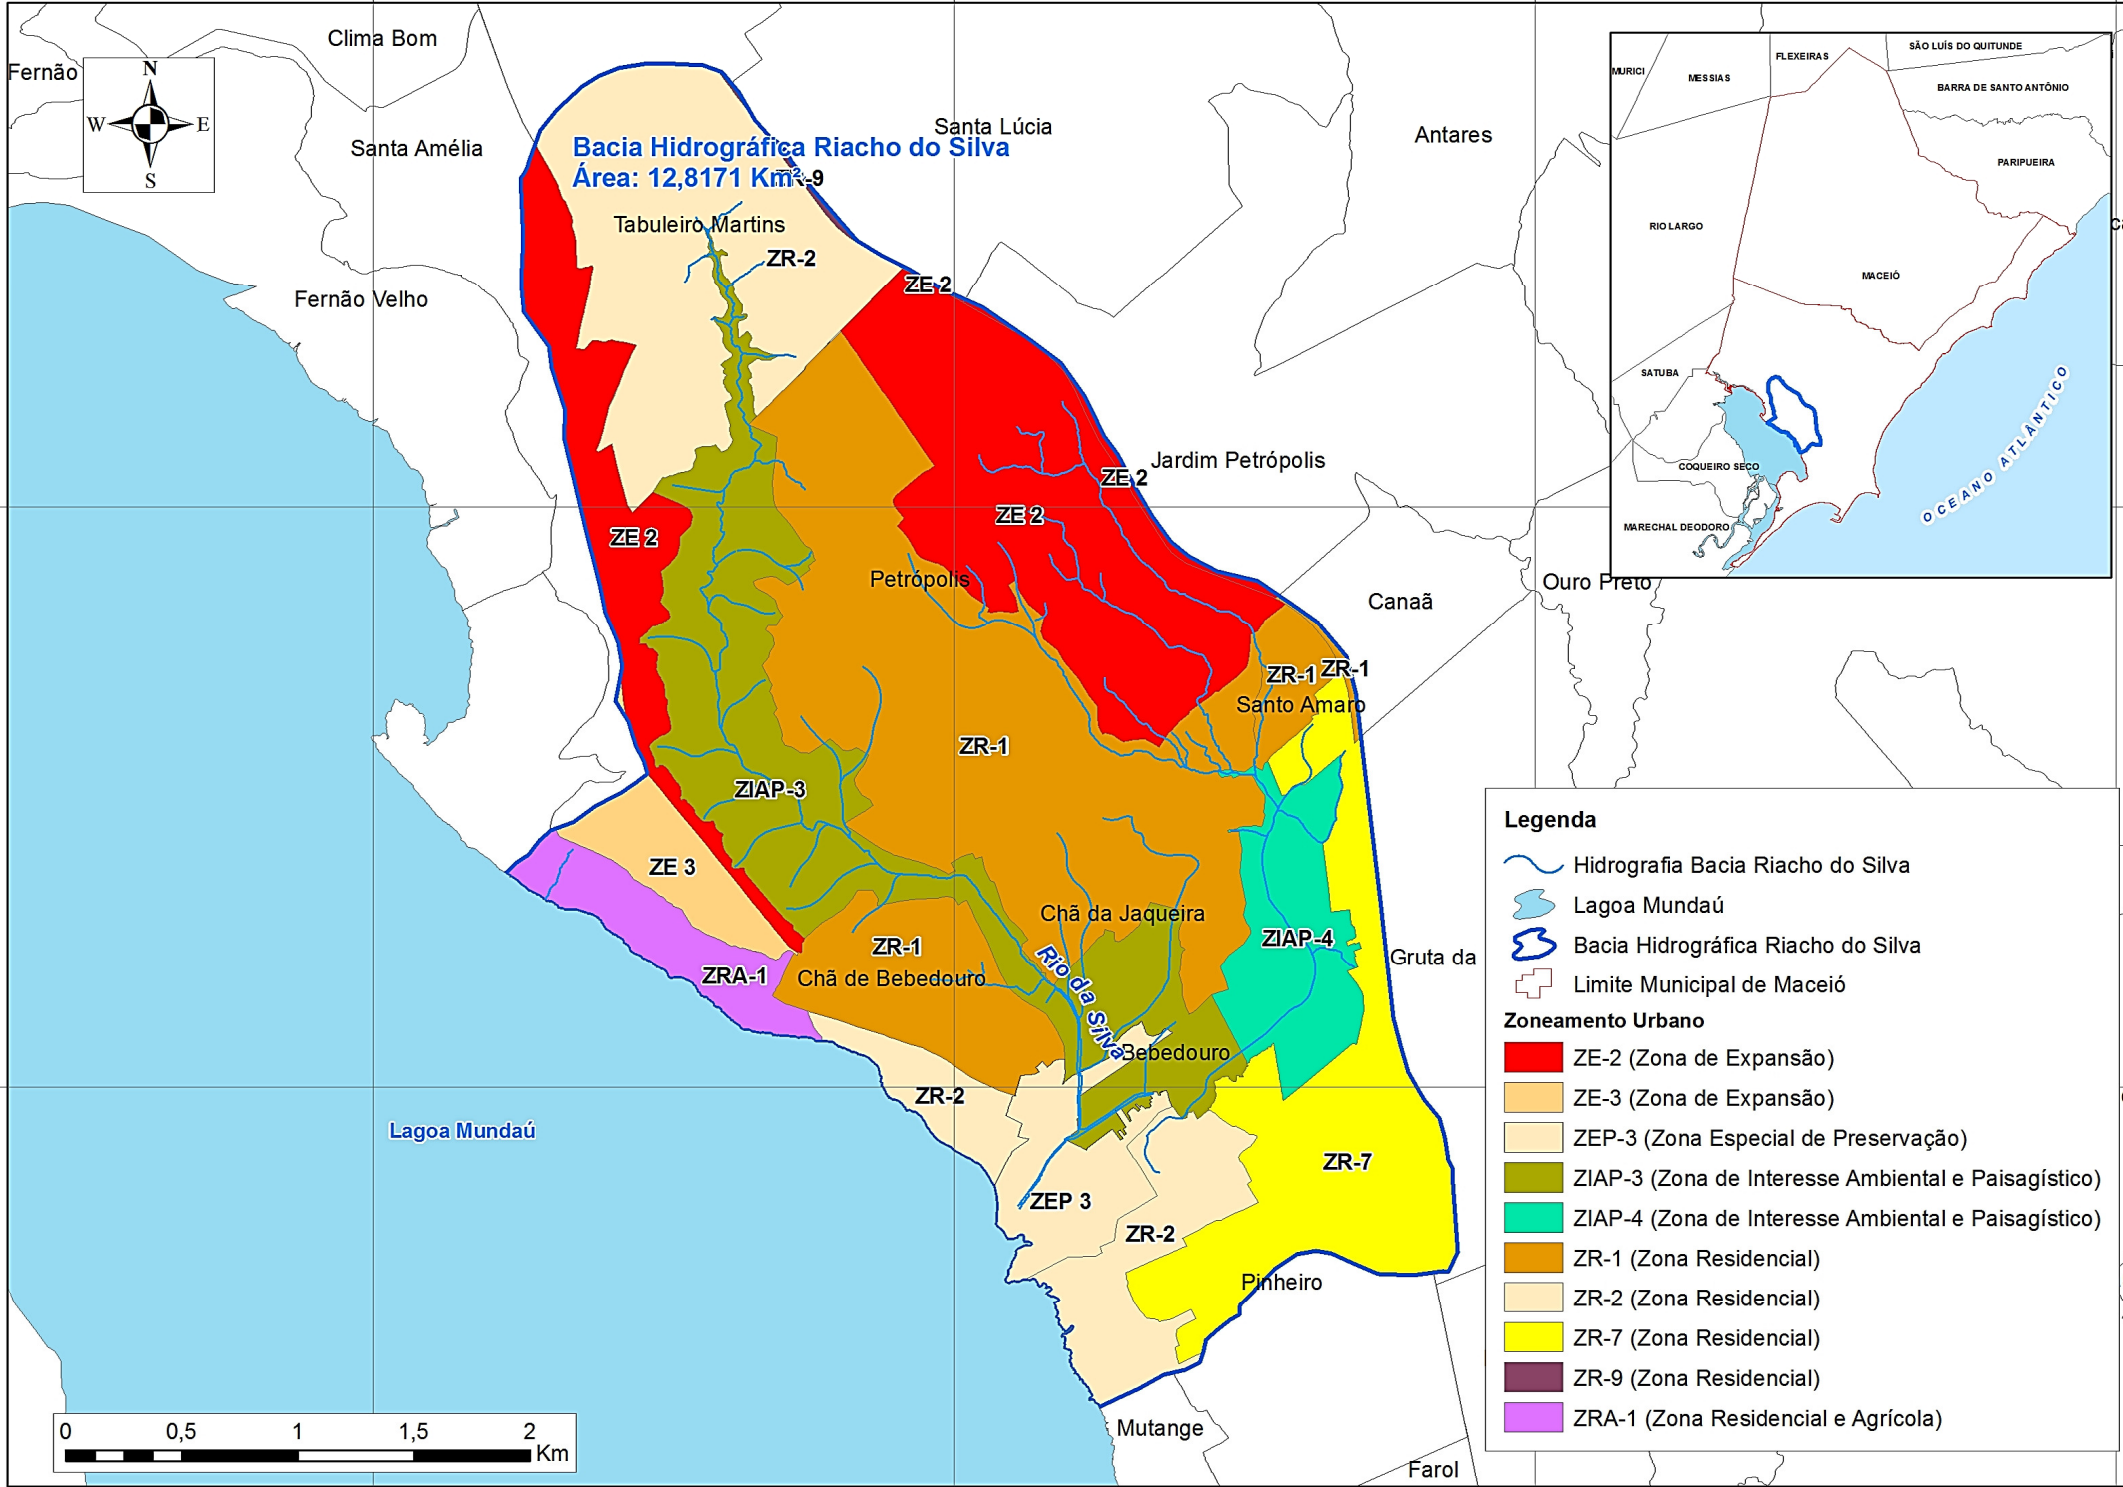 Clima Bom
Fernão
N
W
E
S
Santa Amélia
Santa Lúcia
Antares
Bacia Hidrográfica Riacho do Silva
Área: 12,8171 Km²
ZR-9
Tabuleiro Martins
ZR-2
ZE 2
Fernão Velho
Jardim Petrópolis
ZE 2
ZE 2
ZE 2
Petrópolis
Canaã
Ouro Preto
ZR-1
ZR-1
Santo Amaro
ZR-1
ZIAP-3
ZE 3
Chã da Jaqueira
ZIAP-4
ZR-1
Gruta da
ZRA-1
Chã de Bebedouro
Rio da Silva
Bebedouro
ZR-2
Lagoa Mundaú
ZR-7
ZEP 3
ZR-2
Pinheiro
Mutange
Farol
0 0,5 1 1,5 2
Km
FLEXEIRAS
SÃO LUÍS DO QUITUNDE
MURICI
MESSIAS
BARRA DE SANTO ANTÔNIO
PARIPUEIRA
RIO LARGO
MACEIÓ
SATUBA
COQUEIRO SECO
MARECHAL DEODORO
OCEANO ATLÂNTICO
Legenda
Hidrografia Bacia Riacho do Silva
Lagoa Mundaú
Bacia Hidrográfica Riacho do Silva
Limite Municipal de Maceió
Zoneamento Urbano
ZE-2 (Zona de Expansão)
ZE-3 (Zona de Expansão)
ZEP-3 (Zona Especial de Preservação)
ZIAP-3 (Zona de Interesse Ambiental e Paisagístico)
ZIAP-4 (Zona de Interesse Ambiental e Paisagístico)
ZR-1 (Zona Residencial)
ZR-2 (Zona Residencial)
ZR-7 (Zona Residencial)
ZR-9 (Zona Residencial)
ZRA-1 (Zona Residencial e Agrícola)